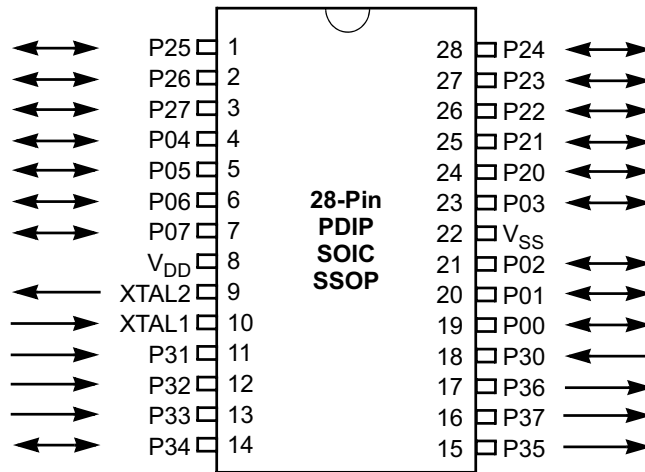 P25 1 28 P24
P26 2 27 P23
P27 3 26 P22
P04 4 25 P21
P05 5 24 P20
P06 6 28-Pin 23 P03
P07 7 PDIP 22 VSS
VDD 8 SOIC 21 P02
XTAL2 9 SSOP 20 P01
XTAL1 10 19 P00
P31 11 18 P30
P32 12 17 P36
P33 13 16 P37
P34 14 15 P35